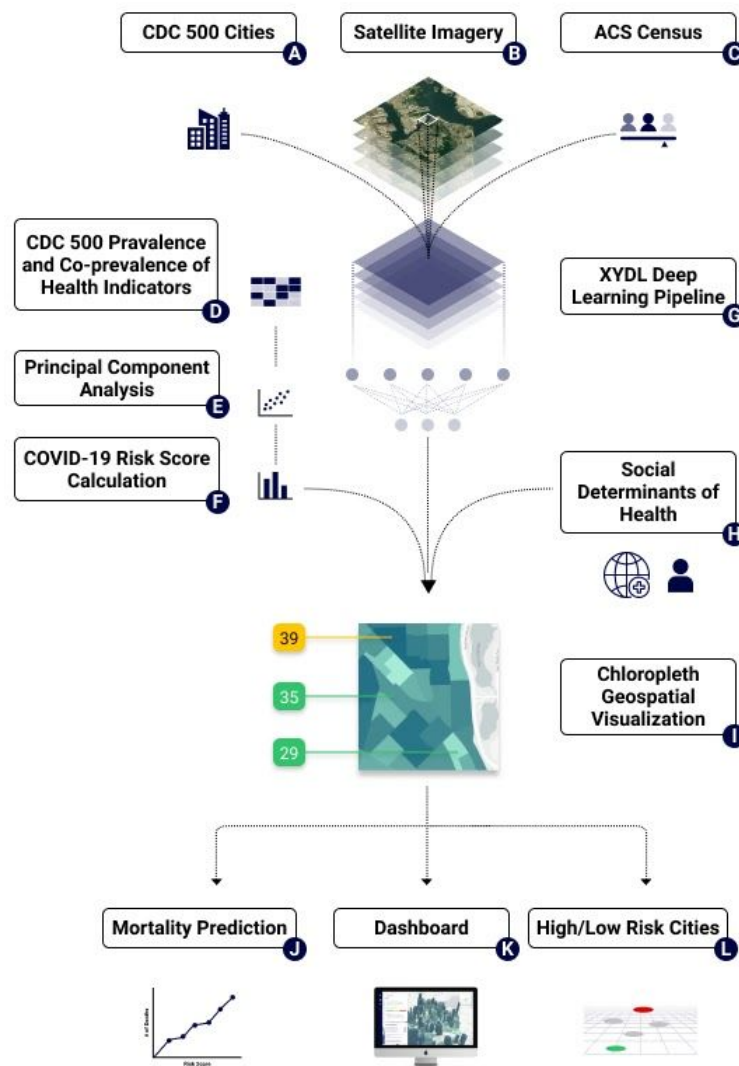 CDC 500 Cities
A
Satellite Imagery
B
ACS Census
C
CDC 500 Pravalence
and Co-prevalence of
Health Indicators
D
XYDL Deep
Learning Pipeline
G
Principal Component
Analysis
E
COVID-19 Risk Score
Calculation
F
Social
Determinants of
Health
H
39
35
29
Chloropleth
Geospatial
Visualization
I
Mortality Prediction
J
Dashboard
K
High/Low Risk Cities
L
# of Deaths
Risk Score